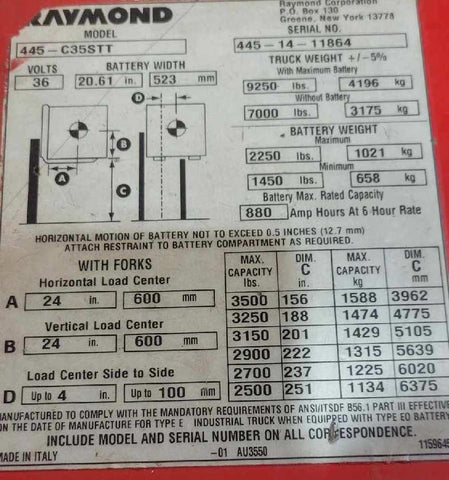 RAYMOND
Raymond Corporation
P.O. Box 130
Greene, New York 13778
MODEL
445-C35STT
SERIAL NO.
445-14-11864
VOLTS
36
BATTERY WIDTH
20.61 in. 523 mm
TRUCK WEIGHT +/-5%
With Maximum Battery
9250 lbs. 4196 kg
Without Battery
7000 lbs. 3175 kg
BATTERY WEIGHT
Maximum
2250 lbs. 1021 kg
Minimum
1450 lbs. 658 kg
Battery Max. Rated Capacity
880 Amp Hours At 6 Hour Rate
D
B
A
C
HORIZONTAL MOTION OF BATTERY NOT TO EXCEED 0.5 INCHES (12.7 mm)
ATTACH RESTRAINT TO BATTERY COMPARTMENT AS REQUIRED.
WITH FORKS
Horizontal Load Center
A 24 in. 600 mm
Vertical Load Center
B 24 in. 600 mm
Load Center Side to Side
D Up to 4 in. Up to 100 mm
MAX. CAPACITY lbs. DIM. C in. MAX. CAPACITY kg DIM. C mm
3500 156 1588 3962
3250 188 1474 4775
3150 201 1429 5105
2900 222 1315 5639
2700 237 1225 6020
2500 251 1134 6375
MANUFACTURED TO COMPLY WITH THE MANDATORY REQUIREMENTS OF ANSI/ITSDF B56.1 PART III EFFECTIVE
ON THE DATE OF MANUFACTURE FOR TYPE E INDUSTRIAL TRUCK WHEN EQUIPPED WITH TYPE EO BATTERY
INCLUDE MODEL AND SERIAL NUMBER ON ALL CORRESPONDENCE.
MADE IN ITALY
-01 AU3550
1159645